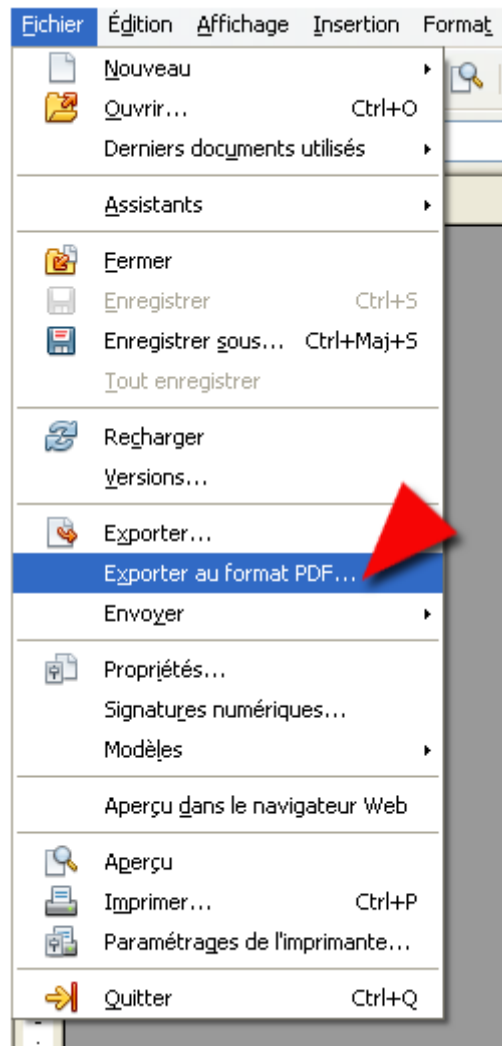 Fichier Édition Affichage Insertion Format
Nouveau
Ouvrir... Ctrl+O
Derniers documents utilisés
Assistants
Fermer
Enregistrer Ctrl+S
Enregistrer sous... Ctrl+Maj+S
Tout enregistrer
Recharger
Versions...
Exporter...
Exporter au format PDF...
Envoyer
Propriétés...
Signatures numériques...
Modèles
Aperçu dans le navigateur Web
Aperçu
Imprimer... Ctrl+P
Paramétrages de l'imprimante...
Quitter Ctrl+Q